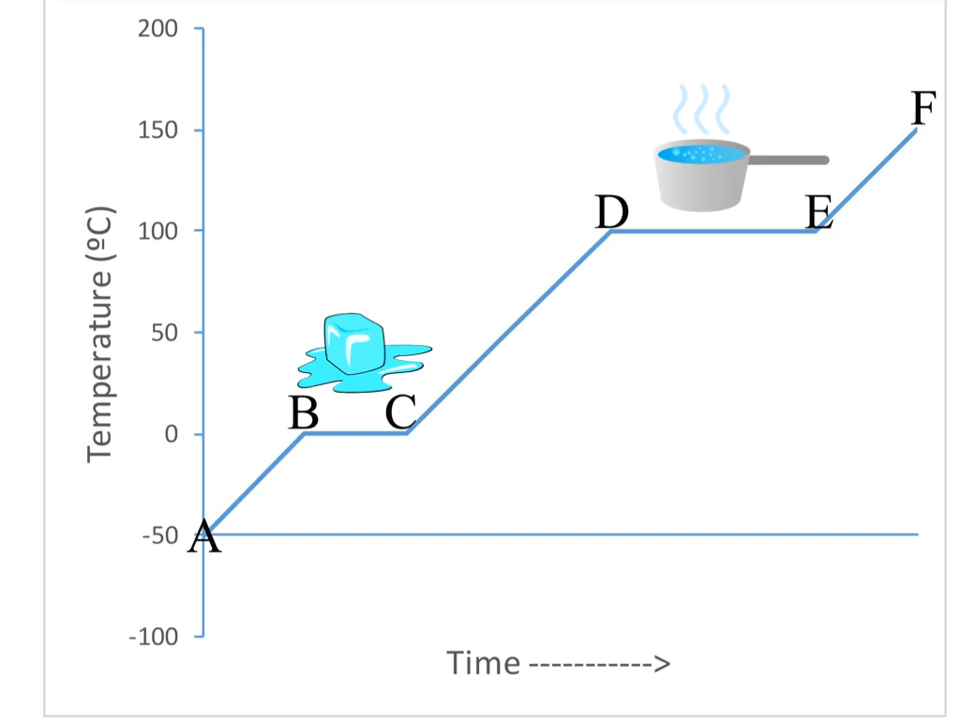 200
150
100
50
0
-50
-100
Temperature (ºC)
A
B
C
D
E
F
Time ----------->